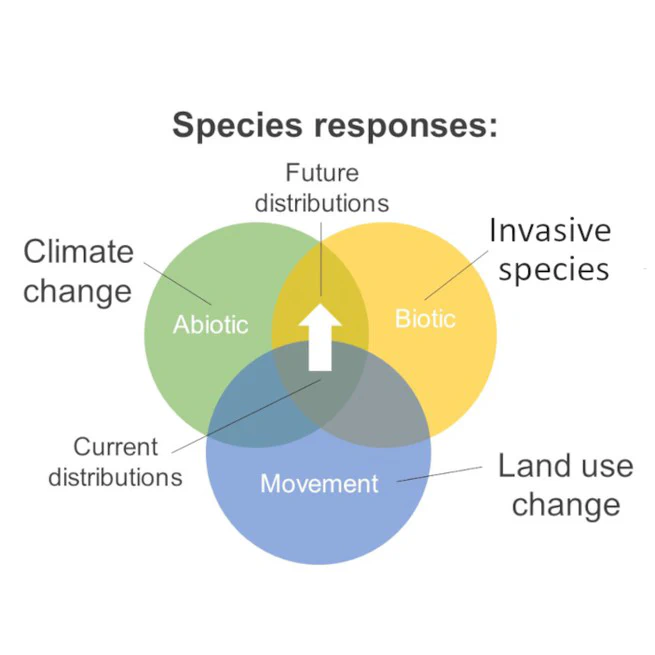 Species responses:
Future
distributions
Climate
change
Invasive
species
Abiotic
Biotic
Current
distributions
Movement
Land use
change